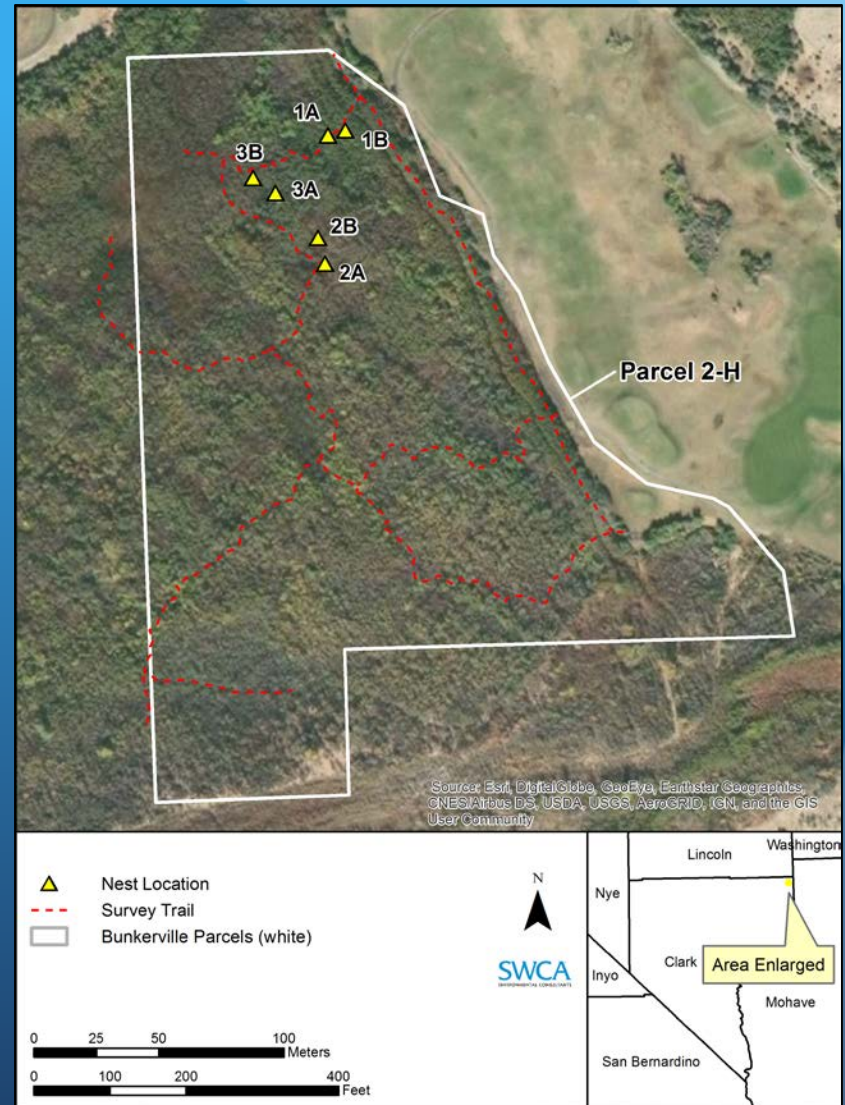 1A
1B
3B
3A
2B
2A
Parcel 2-H
Source: Esri, DigitalGlobe, GeoEye, Earthstar Geographics,
CNES/Airbus DS, USDA, USGS, AeroGRID, IGN, and the GIS
User Community
Nest Location
Survey Trail
Bunkerville Parcels (white)
N
SWCA
ENVIRONMENTAL CONSULTANTS
0 25 50 100
Meters
0 100 200 400
Feet
Lincoln
Washington
Nye
Clark
Area Enlarged
Inyo
Mohave
San Bernardino